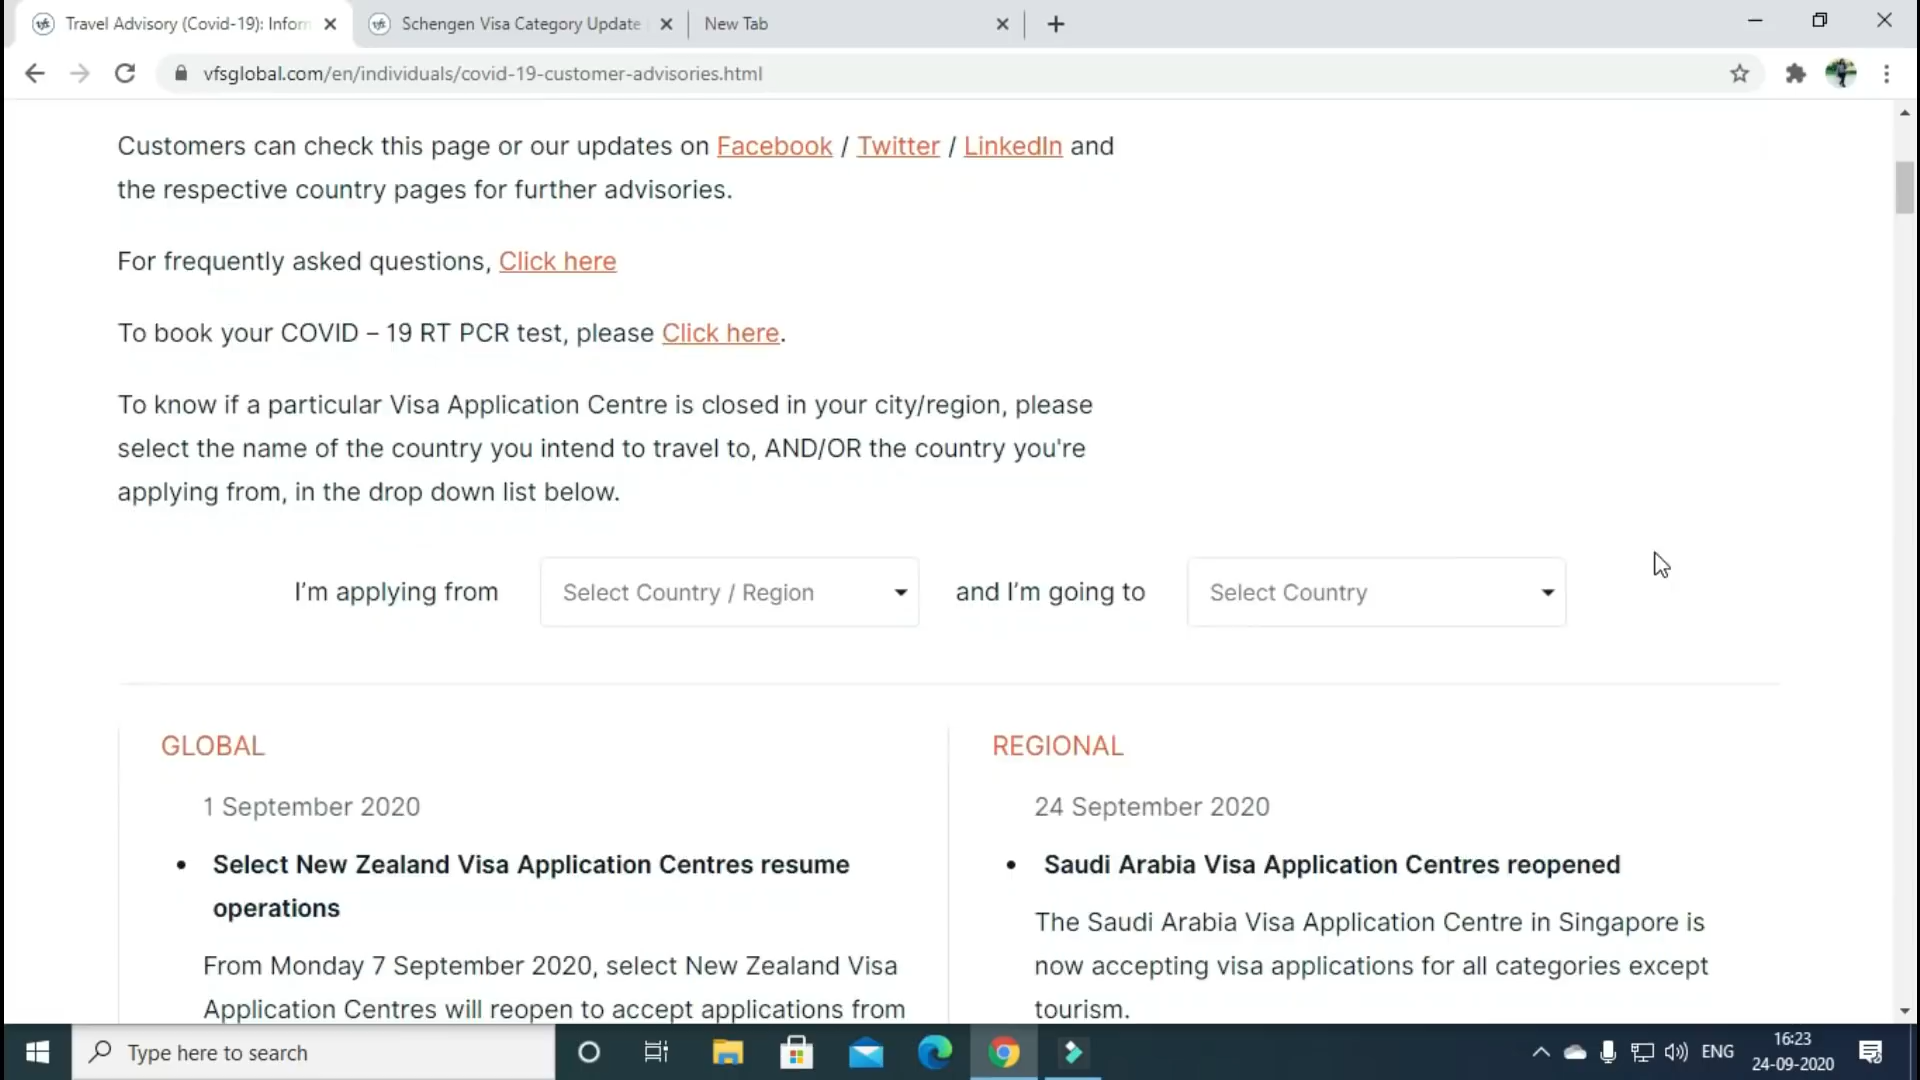 Travel Advisory (Covid-19): Inform
Schengen Visa Category Update
New Tab
vfsglobal.com/en/individuals/covid-19-customer-advisories.html
Customers can check this page or our updates on Facebook / Twitter / LinkedIn and
the respective country pages for further advisories.
For frequently asked questions, Click here
To book your COVID – 19 RT PCR test, please Click here.
To know if a particular Visa Application Centre is closed in your city/region, please
select the name of the country you intend to travel to, AND/OR the country you're
applying from, in the drop down list below.
I’m applying from Select Country / Region and I’m going to Select Country
GLOBAL
1 September 2020
• Select New Zealand Visa Application Centres resume
operations
From Monday 7 September 2020, select New Zealand Visa
Application Centres will reopen to accept applications from
REGIONAL
24 September 2020
• Saudi Arabia Visa Application Centres reopened
The Saudi Arabia Visa Application Centre in Singapore is
now accepting visa applications for all categories except
tourism.
Type here to search
ENG
16:23
24-09-2020